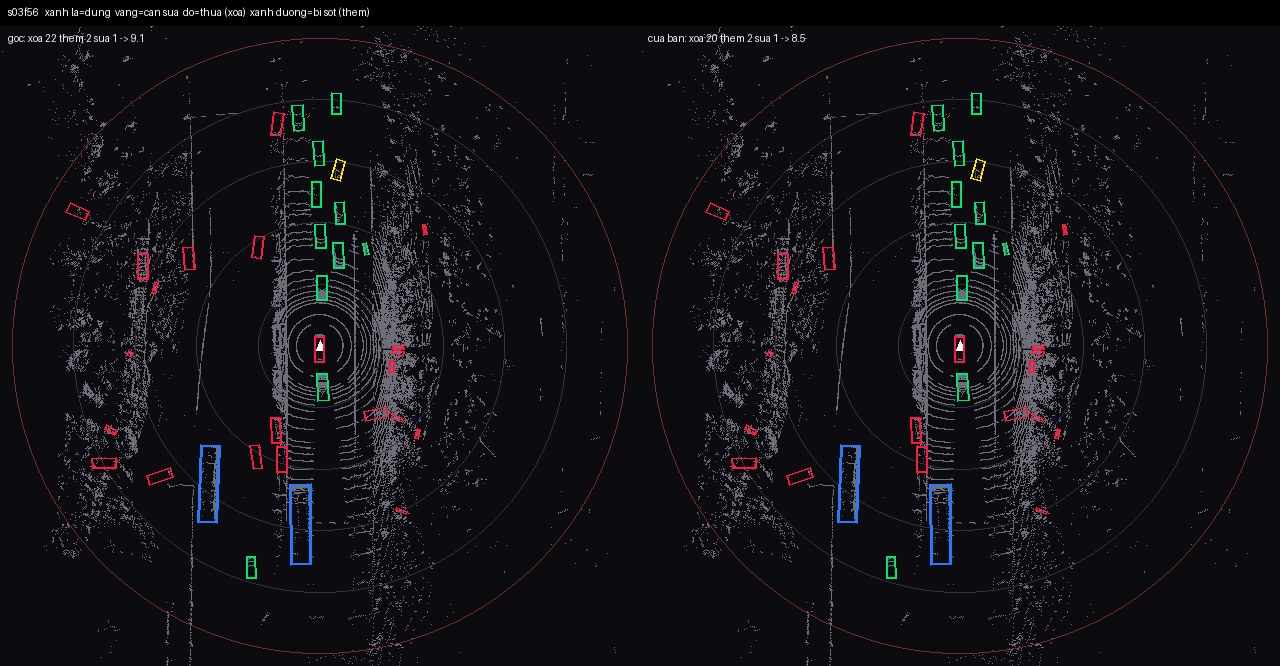 s03f56 xanh la=dung vang=can sua do=thua (xoa) xanh duong=bi sot (them)
goc: xoa 22 them 2 sua 1 -> 9.1
cua ban: xoa 20 them 2 sua 1 -> 8.5